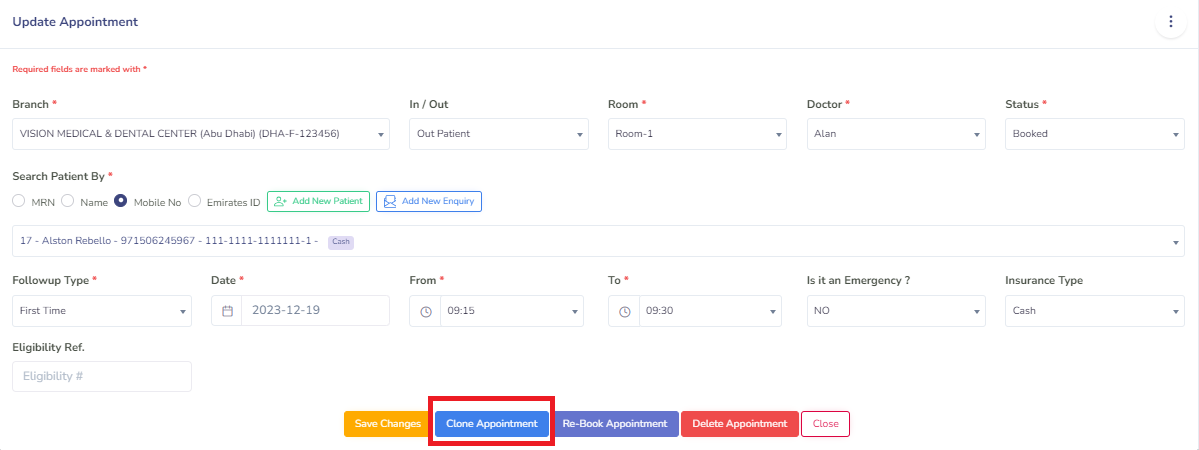 Update Appointment
Required fields are marked with *
Branch * In / Out Room * Doctor * Status *
VISION MEDICAL & DENTAL CENTER (Abu Dhabi) (DHA-F-123456) Out Patient Room-1 Alan Booked
Search Patient By *
MRN Name Mobile No Emirates ID Add New Patient Add New Enquiry
17 - Alston Rebello - 971506245967 - 111-1111-1111111-1 - Cash
Followup Type * Date * From * To * Is it an Emergency ? Insurance Type
First Time 2023-12-19 09:15 09:30 NO Cash
Eligibility Ref.
Eligibility #
Save Changes Clone Appointment Re-Book Appointment Delete Appointment Close